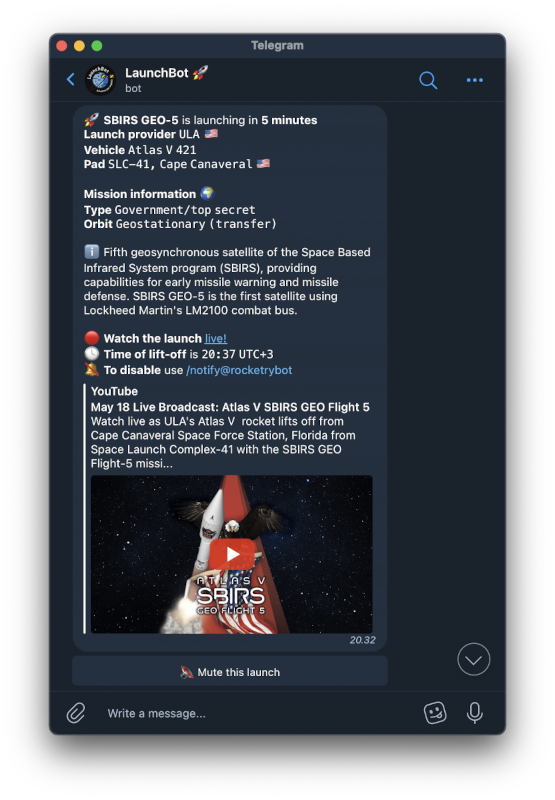 Telegram
LaunchBot 🚀
bot
🚀 SBIRS GEO-5 is launching in 5 minutes
Launch provider ULA 🇺🇸
Vehicle Atlas V 421
Pad SLC-41, Cape Canaveral 🇺🇸
Mission information 🌍
Type Government/top secret
Orbit Geostationary (transfer)
ℹ️ Fifth geosynchronous satellite of the Space Based
Infrared System program (SBIRS), providing
capabilities for early missile warning and missile
defense. SBIRS GEO-5 is the first satellite using
Lockheed Martin's LM2100 combat bus.
🔴 Watch the launch live!
🕓 Time of lift-off is 20:37 UTC+3
🔕 To disable use /notify@rocketrybot
YouTube
May 18 Live Broadcast: Atlas V SBIRS GEO Flight 5
Watch live as ULA's Atlas V rocket lifts off from
Cape Canaveral Space Force Station, Florida from
Space Launch Complex-41 with the SBIRS GEO
Flight-5 missi...
ATLAS V
SBIRS
GEO FLIGHT 5
20.32
🔕 Mute this launch
Write a message...